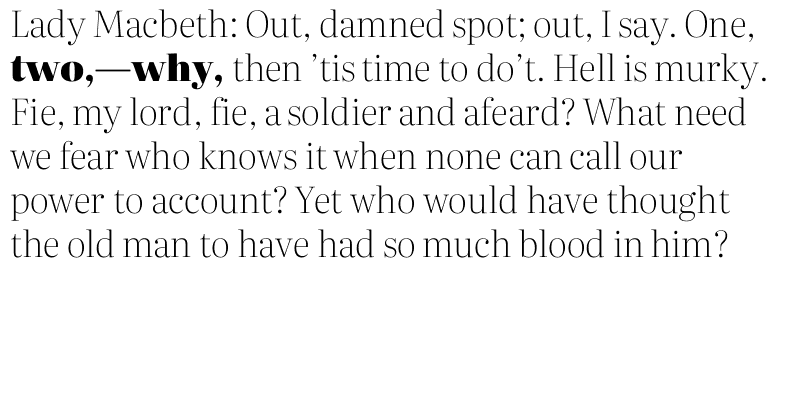 Lady Macbeth: Out, damned spot; out, I say. One,
two,—why, then ’tis time to do’t. Hell is murky.
Fie, my lord, fie, a soldier and afeard? What need
we fear who knows it when none can call our
power to account? Yet who would have thought
the old man to have had so much blood in him?